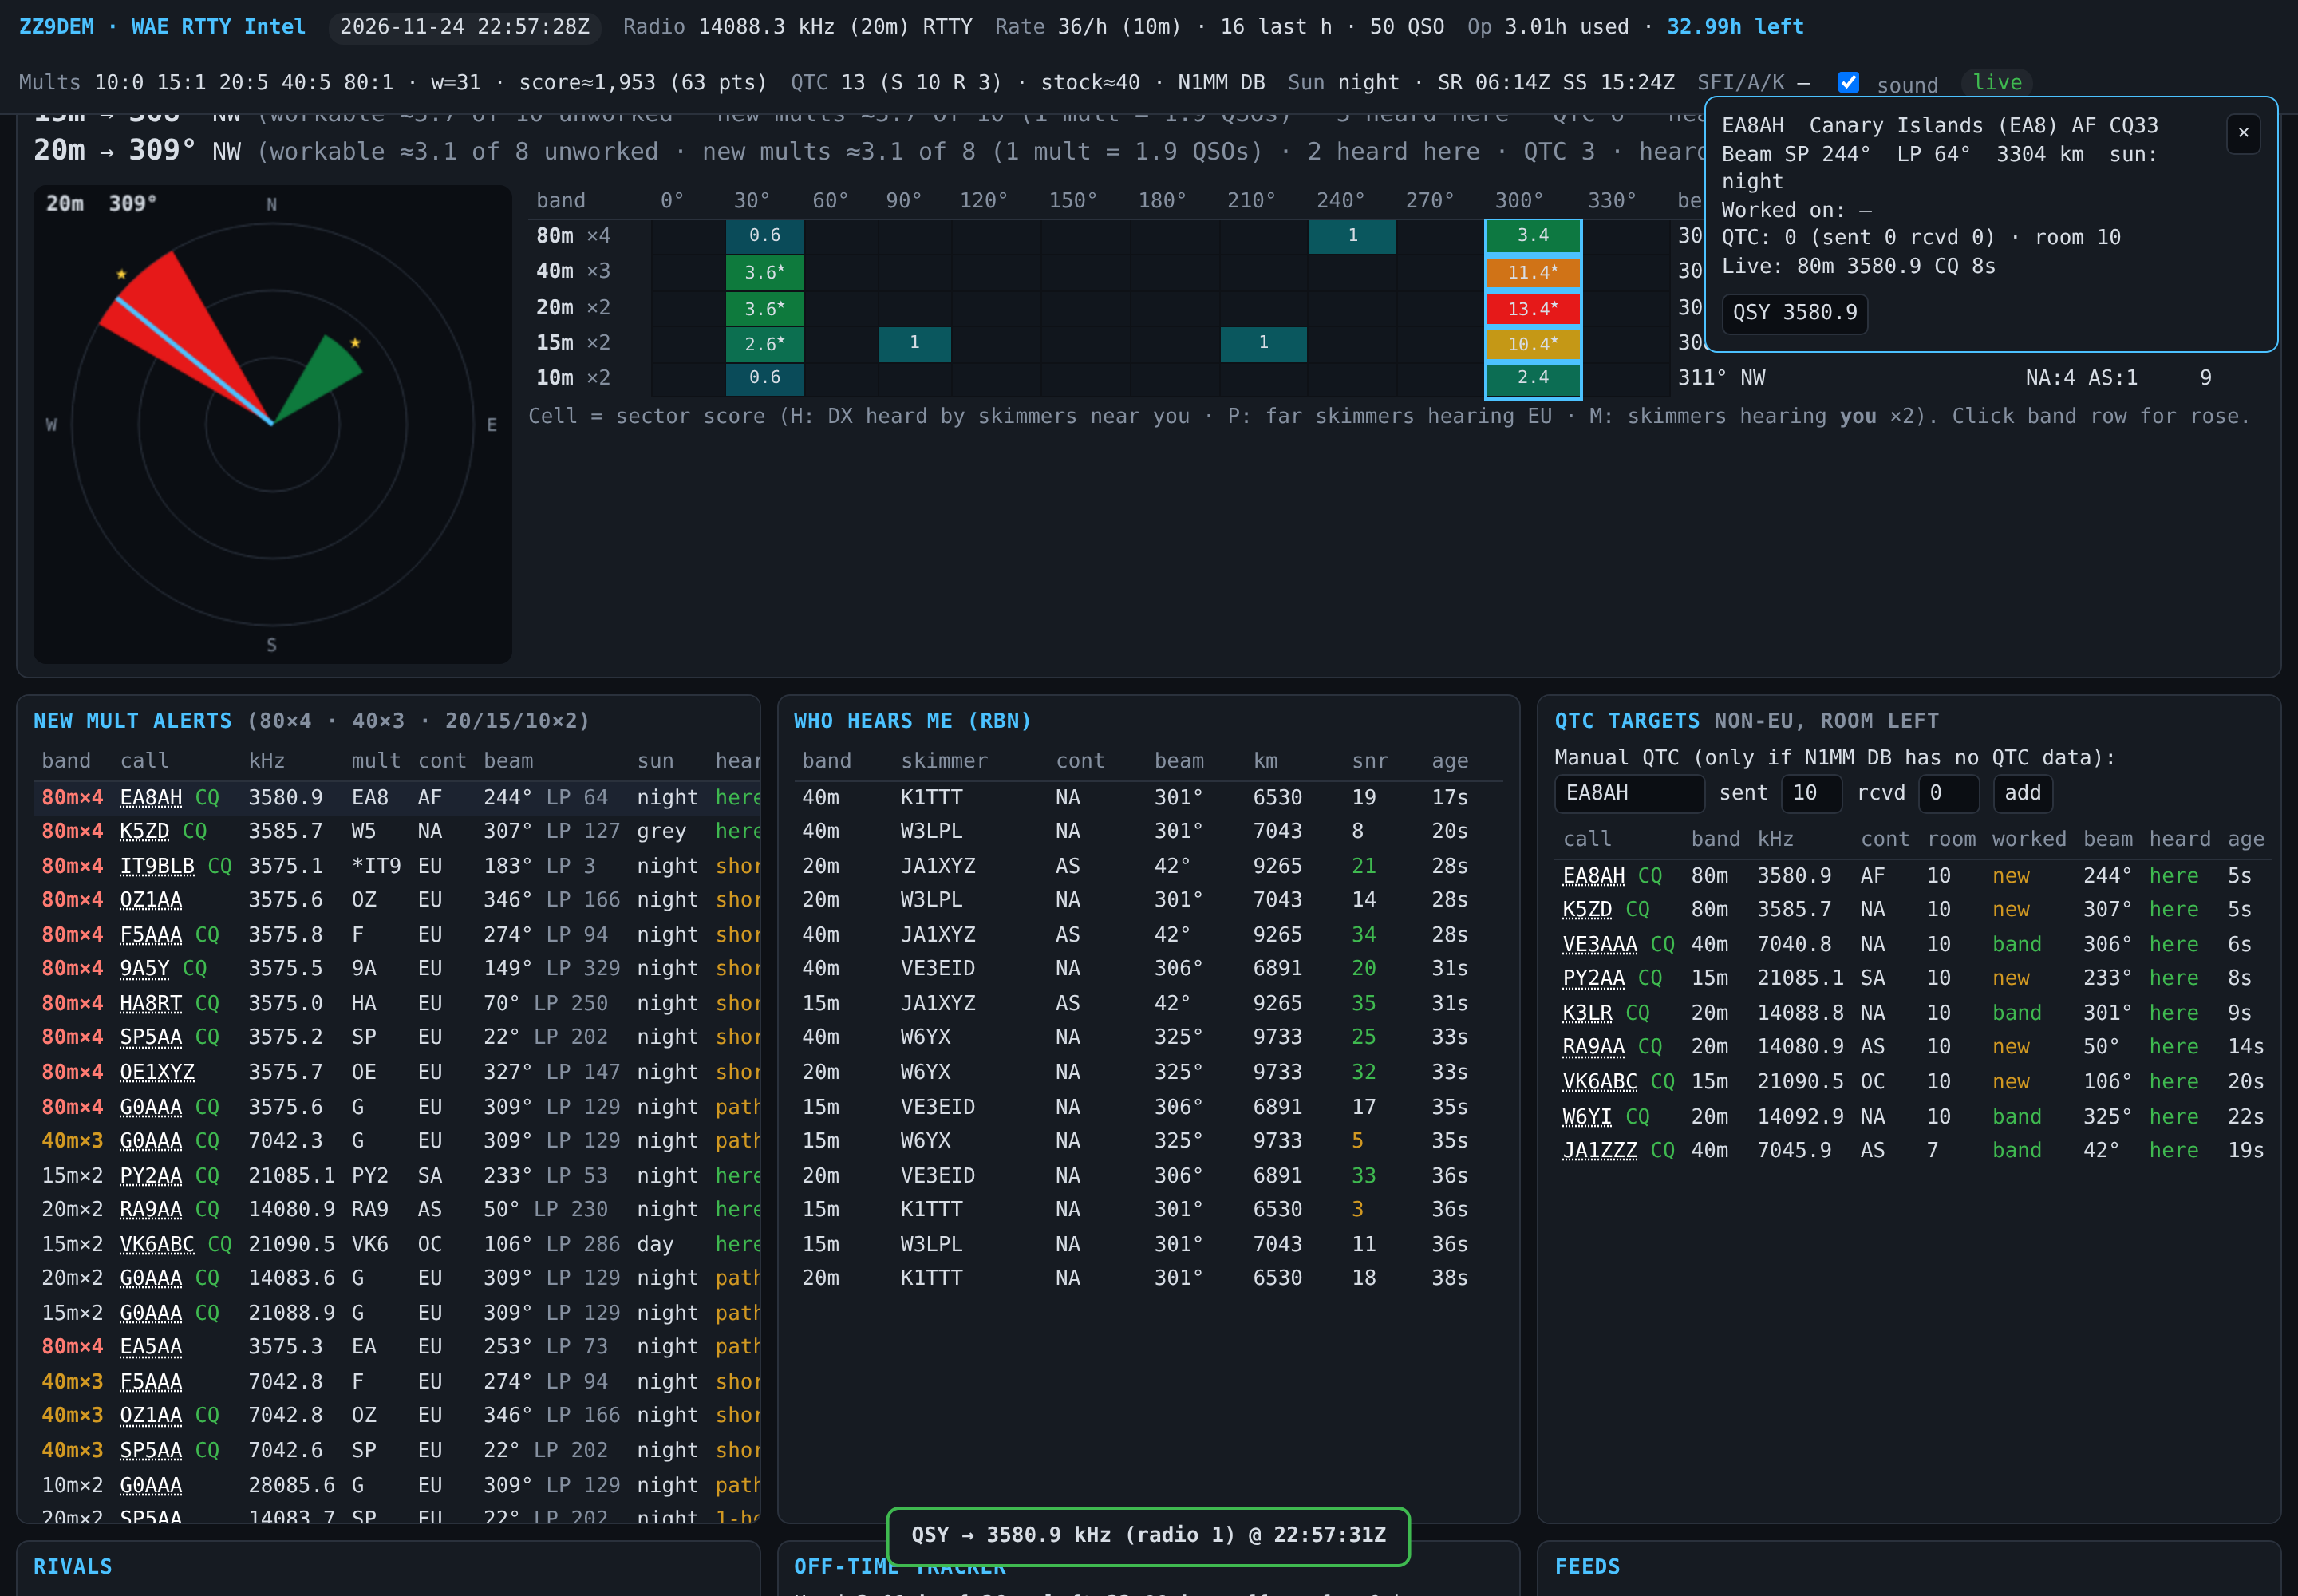 ZZ9DEM · WAE RTTY Intel 2026-11-24 22:57:28Z Radio 14088.3 kHz (20m) RTTY Rate 36/h (10m) · 16 last h · 50 QSO Op 3.01h used · 32.99h left
Mults 10:0 15:1 20:5 40:5 80:1 · w=31 · score≈1,953 (63 pts) QTC 13 (S 10 R 3) · stock≈40 · N1MM DB Sun night · SR 06:14Z SS 15:24Z SFI/A/K — sound live
20m → 309° NW (workable ≈3.1 of 8 unworked · new mults ≈3.1 of 8 (1 mult = 1.9 QSOs) · 2 heard here · QTC 3 · heard
EA8AH Canary Islands (EA8) AF CQ33 ×
Beam SP 244° LP 64° 3304 km sun:
night
Worked on: —
QTC: 0 (sent 0 rcvd 0) · room 10
Live: 80m 3580.9 CQ 8s
QSY 3580.9
20m 309°
N
W
E
S
band 0° 30° 60° 90° 120° 150° 180° 210° 240° 270° 300° 330° be
80m ×4 0.6 1 3.4 30
40m ×3 3.6★ 11.4★ 30
20m ×2 3.6★ 13.4★ 30
15m ×2 2.6★ 1 1 10.4★ 30
10m ×2 0.6 2.4 311° NW NA:4 AS:1 9
Cell = sector score (H: DX heard by skimmers near you · P: far skimmers hearing EU · M: skimmers hearing you ×2). Click band row for rose.
NEW MULT ALERTS (80×4 · 40×3 · 20/15/10×2)
band call kHz mult cont beam sun hear
80m×4 EA8AH CQ 3580.9 EA8 AF 244° LP 64 night here
80m×4 K5ZD CQ 3585.7 W5 NA 307° LP 127 grey here
80m×4 IT9BLB CQ 3575.1 *IT9 EU 183° LP 3 night shor
80m×4 OZ1AA 3575.6 OZ EU 346° LP 166 night shor
80m×4 F5AAA CQ 3575.8 F EU 274° LP 94 night shor
80m×4 9A5Y CQ 3575.5 9A EU 149° LP 329 night shor
80m×4 HA8RT CQ 3575.0 HA EU 70° LP 250 night shor
80m×4 SP5AA CQ 3575.2 SP EU 22° LP 202 night shor
80m×4 OE1XYZ 3575.7 OE EU 327° LP 147 night shor
80m×4 G0AAA CQ 3575.6 G EU 309° LP 129 night path
40m×3 G0AAA CQ 7042.3 G EU 309° LP 129 night path
15m×2 PY2AA CQ 21085.1 PY2 SA 233° LP 53 night here
20m×2 RA9AA CQ 14080.9 RA9 AS 50° LP 230 night here
15m×2 VK6ABC CQ 21090.5 VK6 OC 106° LP 286 day here
20m×2 G0AAA CQ 14083.6 G EU 309° LP 129 night path
15m×2 G0AAA CQ 21088.9 G EU 309° LP 129 night path
80m×4 EA5AA 3575.3 EA EU 253° LP 73 night path
40m×3 F5AAA 7042.8 F EU 274° LP 94 night shor
40m×3 OZ1AA CQ 7042.8 OZ EU 346° LP 166 night shor
40m×3 SP5AA CQ 7042.6 SP EU 22° LP 202 night shor
10m×2 G0AAA 28085.6 G EU 309° LP 129 night path
20m×2 SP5AA 14083.7 SP EU 22° LP 202 night 1-ho
WHO HEARS ME (RBN)
band skimmer cont beam km snr age
40m K1TTT NA 301° 6530 19 17s
40m W3LPL NA 301° 7043 8 20s
20m JA1XYZ AS 42° 9265 21 28s
20m W3LPL NA 301° 7043 14 28s
40m JA1XYZ AS 42° 9265 34 28s
40m VE3EID NA 306° 6891 20 31s
15m JA1XYZ AS 42° 9265 35 31s
40m W6YX NA 325° 9733 25 33s
20m W6YX NA 325° 9733 32 33s
15m VE3EID NA 306° 6891 17 35s
15m W6YX NA 325° 9733 5 35s
20m VE3EID NA 306° 6891 33 36s
15m K1TTT NA 301° 6530 3 36s
15m W3LPL NA 301° 7043 11 36s
20m K1TTT NA 301° 6530 18 38s
QTC TARGETS NON-EU, ROOM LEFT
Manual QTC (only if N1MM DB has no QTC data):
EA8AH sent 10 rcvd 0 add
call band kHz cont room worked beam heard age
EA8AH CQ 80m 3580.9 AF 10 new 244° here 5s
K5ZD CQ 80m 3585.7 NA 10 new 307° here 5s
VE3AAA CQ 40m 7040.8 NA 10 band 306° here 6s
PY2AA CQ 15m 21085.1 SA 10 new 233° here 8s
K3LR CQ 20m 14088.8 NA 10 band 301° here 9s
RA9AA CQ 20m 14080.9 AS 10 new 50° here 14s
VK6ABC CQ 15m 21090.5 OC 10 new 106° here 20s
W6YI CQ 20m 14092.9 NA 10 band 325° here 22s
JA1ZZZ CQ 40m 7045.9 AS 7 band 42° here 19s
QSY → 3580.9 kHz (radio 1) @ 22:57:31Z
RIVALS
OFF-TIME TRACKER
FEEDS